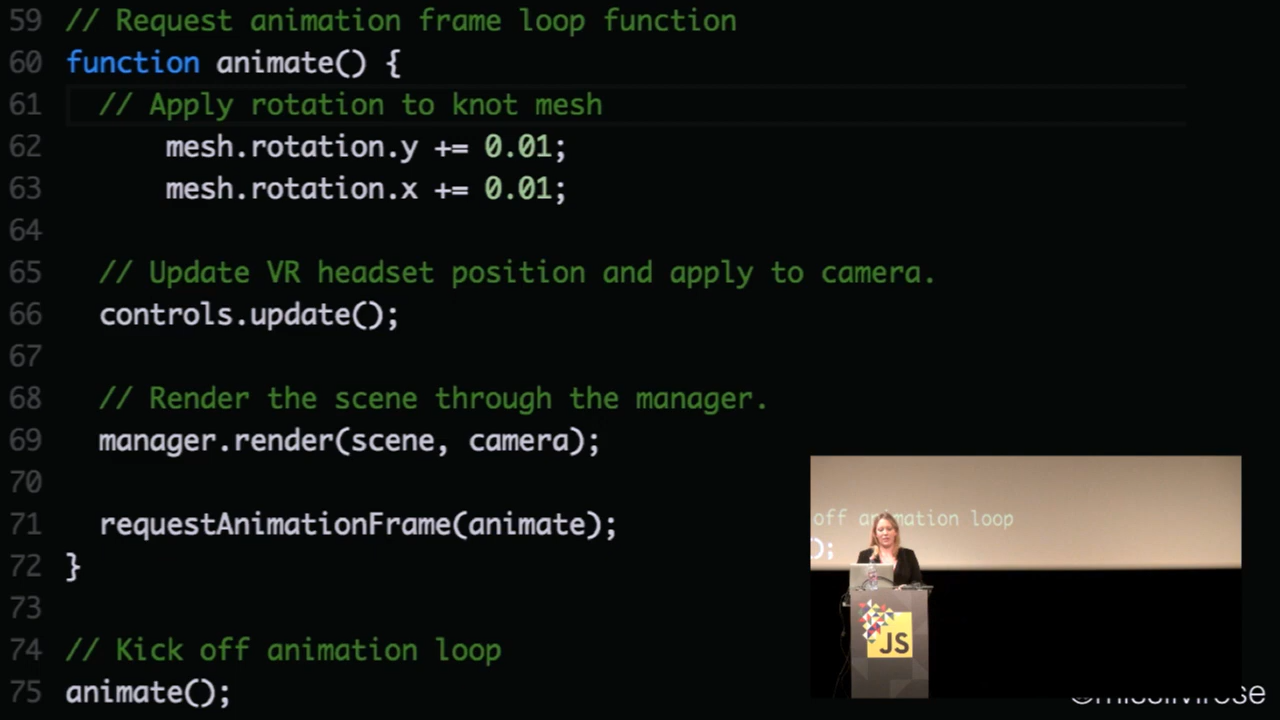 59 // Request animation frame loop function
60 function animate() {
61 // Apply rotation to knot mesh
62 mesh.rotation.y += 0.01;
63 mesh.rotation.x += 0.01;
64
65 // Update VR headset position and apply to camera.
66 controls.update();
67
68 // Render the scene through the manager.
69 manager.render(scene, camera);
70
71 requestAnimationFrame(animate);
72 }
73
74 // Kick off animation loop
75 animate();
off animation loop
);
JS